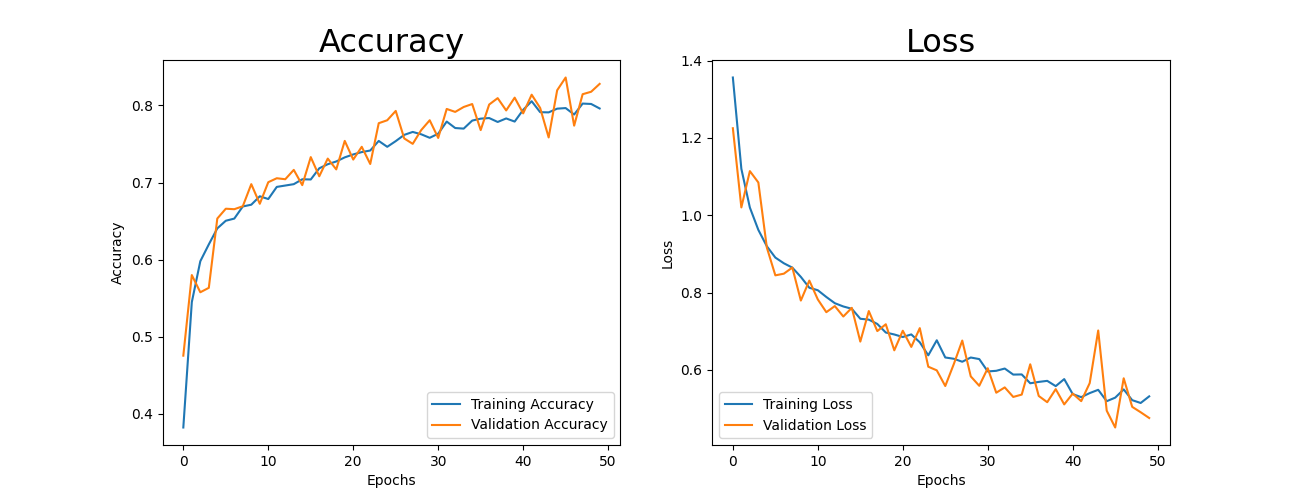 Accuracy
Accuracy
0.8
0.7
0.6
0.5
0.4
Training Accuracy
Validation Accuracy
0 10 20 30 40 50
Epochs
Loss
Loss
1.4
1.2
1.0
0.8
0.6
Training Loss
Validation Loss
0 10 20 30 40 50
Epochs